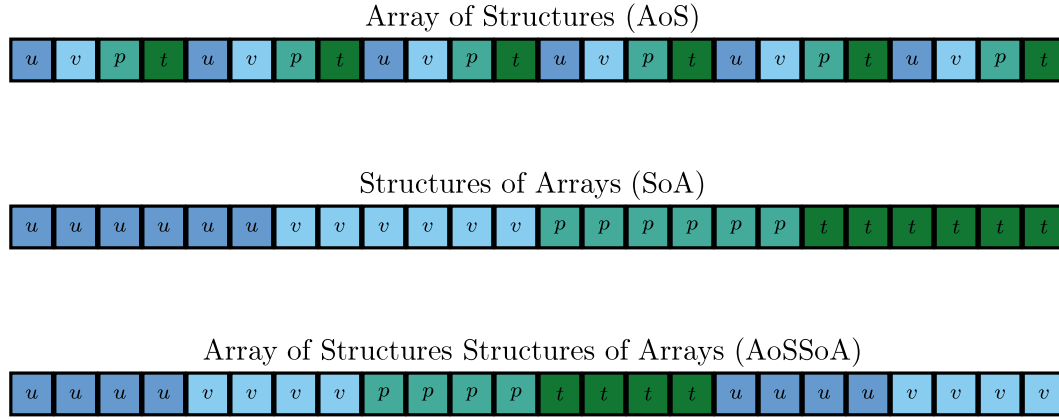 Array of Structures (AoS)
u v p t u v p t u v p t u v p t u v p t u v p t
Structures of Arrays (SoA)
u u u u u u v v v v v v p p p p p p t t t t t t
Array of Structures Structures of Arrays (AoSSoA)
u u u u v v v v p p p p t t t t u u u u v v v v